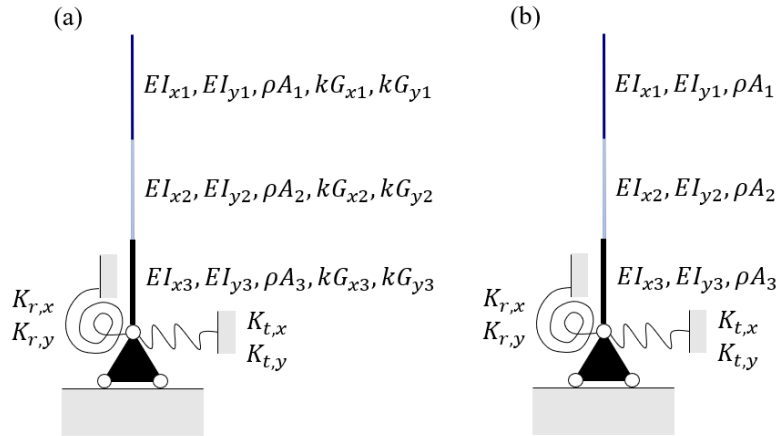 (a)
EI_{x1}, EI_{y1}, ρA_1, kG_{x1}, kG_{y1}
EI_{x2}, EI_{y2}, ρA_2, kG_{x2}, kG_{y2}
EI_{x3}, EI_{y3}, ρA_3, kG_{x3}, kG_{y3}
K_{r,x}
K_{r,y}
K_{t,x}
K_{t,y}
(b)
EI_{x1}, EI_{y1}, ρA_1
EI_{x2}, EI_{y2}, ρA_2
EI_{x3}, EI_{y3}, ρA_3
K_{r,x}
K_{r,y}
K_{t,x}
K_{t,y}